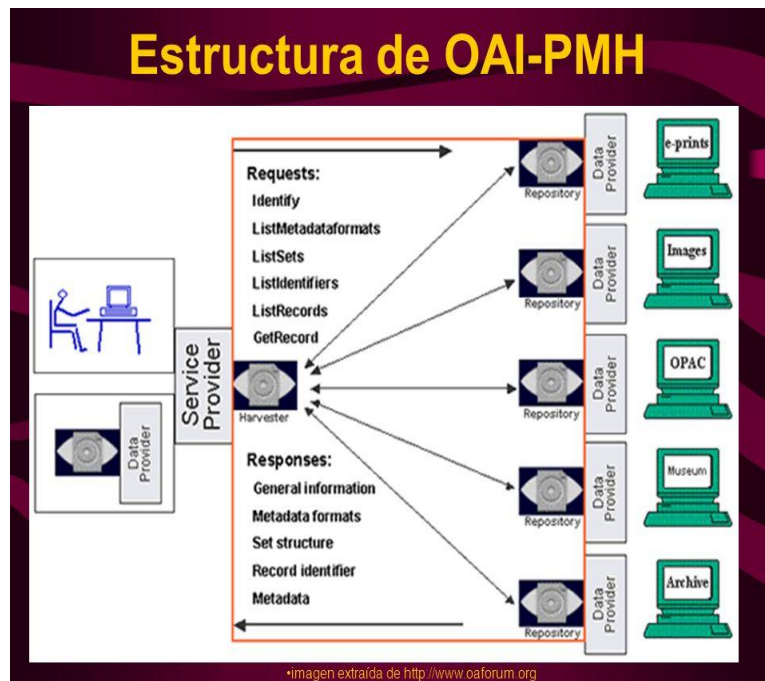 Estructura de OAI-PMH
Requests:
Identify
ListMetadataformats
ListSets
ListIdentifiers
ListRecords
GetRecord
Service
Provider
Data
Provider
Harvester
Responses:
General information
Metadata formats
Set structure
Record identifier
Metadata
Repository
Data
Provider
e-prints
Repository
Data
Provider
Images
Repository
Data
Provider
OPAC
Repository
Data
Provider
Museum
Repository
Data
Provider
Archive
•imagen extraída de http://www.oaforum.org